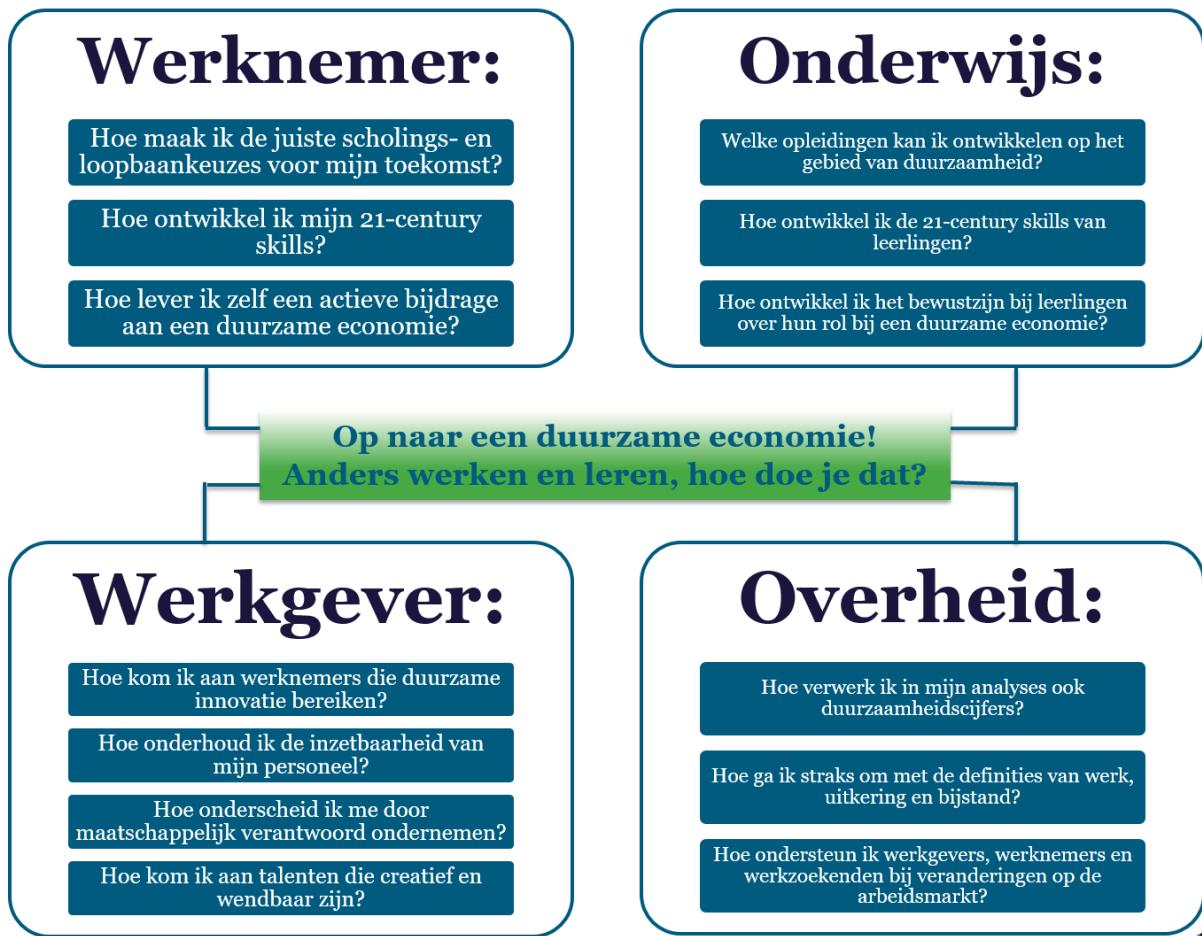 Werknemer:
Hoe maak ik de juiste scholings- en
loopbaankeuzes voor mijn toekomst?
Hoe ontwikkel ik mijn 21-century
skills?
Hoe lever ik zelf een actieve bijdrage
aan een duurzame economie?
Onderwijs:
Welke opleidingen kan ik ontwikkelen op het
gebied van duurzaamheid?
Hoe ontwikkel ik de 21-century skills van
leerlingen?
Hoe ontwikkel ik het bewustzijn bij leerlingen
over hun rol bij een duurzame economie?
Op naar een duurzame economie!
Anders werken en leren, hoe doe je dat?
Werkgever:
Hoe kom ik aan werknemers die duurzame
innovatie bereiken?
Hoe onderhoud ik de inzetbaarheid van
mijn personeel?
Hoe onderscheid ik me door
maatschappelijk verantwoord ondernemen?
Hoe kom ik aan talenten die creatief en
wendbaar zijn?
Overheid:
Hoe verwerk ik in mijn analyses ook
duurzaamheidscijfers?
Hoe ga ik straks om met de definities van werk,
uitkering en bijstand?
Hoe ondersteun ik werkgevers, werknemers en
werkzoekenden bij veranderingen op de
arbeidsmarkt?